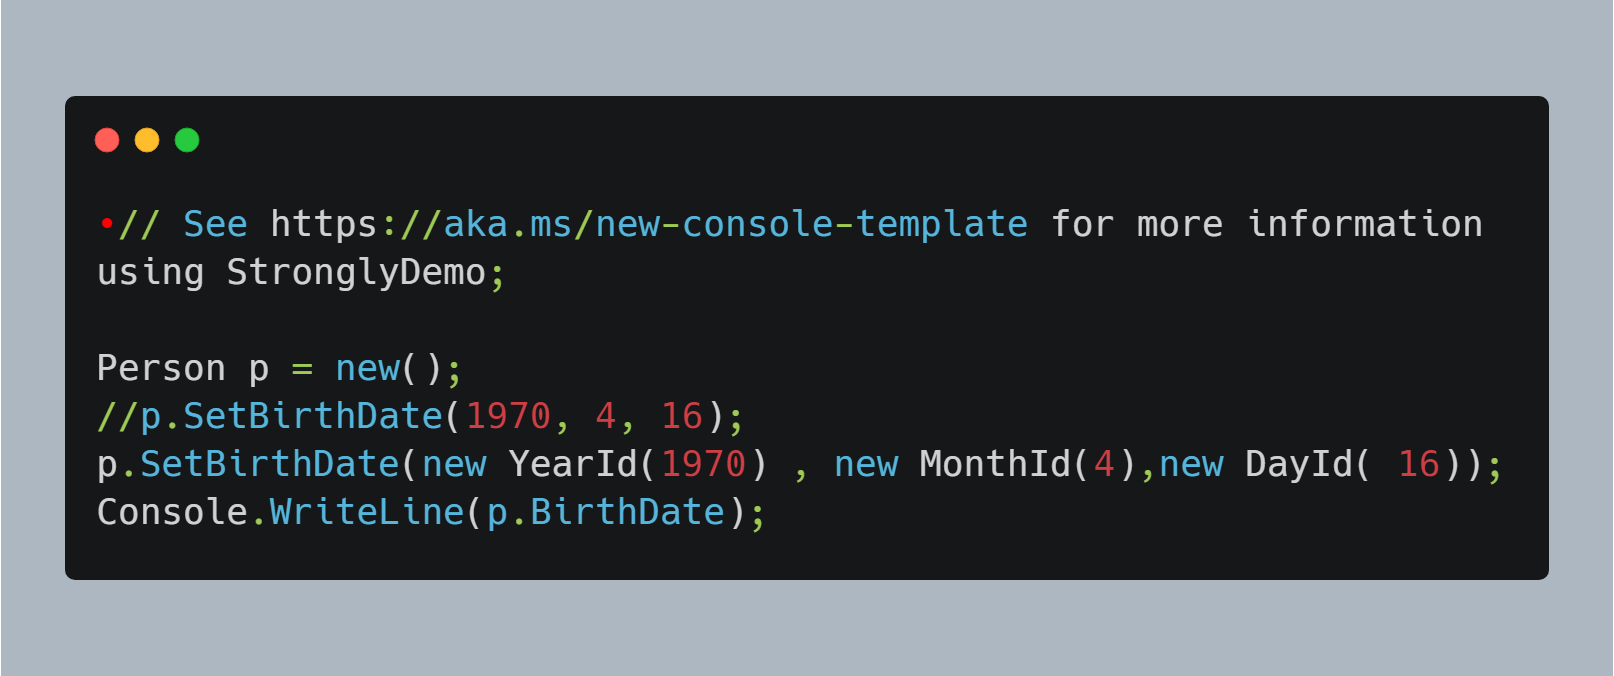 •// See https://aka.ms/new-console-template for more information
using StronglyDemo;
Person p = new();
//p.SetBirthDate(1970, 4, 16);
p.SetBirthDate(new YearId(1970) , new MonthId(4),new DayId( 16));
Console.WriteLine(p.BirthDate);